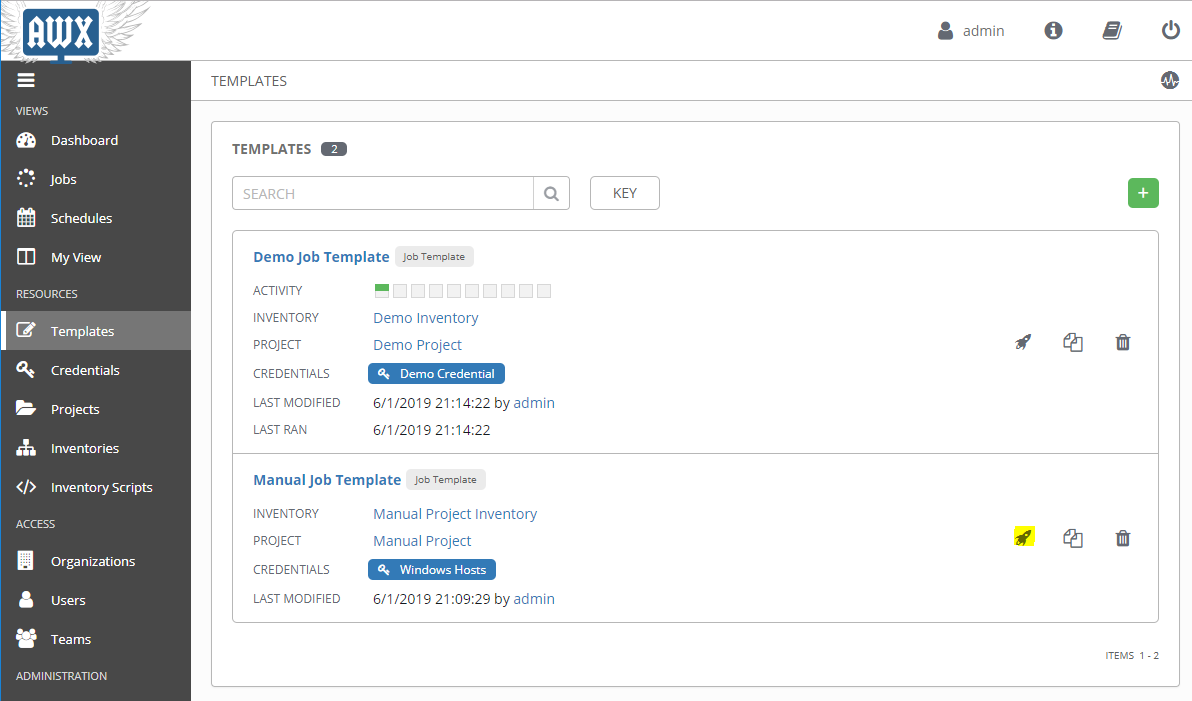 AWX
admin
TEMPLATES
VIEWS
Dashboard
Jobs
Schedules
My View
RESOURCES
Templates
Credentials
Projects
Inventories
Inventory Scripts
ACCESS
Organizations
Users
Teams
ADMINISTRATION
TEMPLATES 2
SEARCH
KEY
+
Demo Job Template Job Template
ACTIVITY
INVENTORY Demo Inventory
PROJECT Demo Project
CREDENTIALS Demo Credential
LAST MODIFIED 6/1/2019 21:14:22 by admin
LAST RAN 6/1/2019 21:14:22
Manual Job Template Job Template
INVENTORY Manual Project Inventory
PROJECT Manual Project
CREDENTIALS Windows Hosts
LAST MODIFIED 6/1/2019 21:09:29 by admin
ITEMS 1 - 2